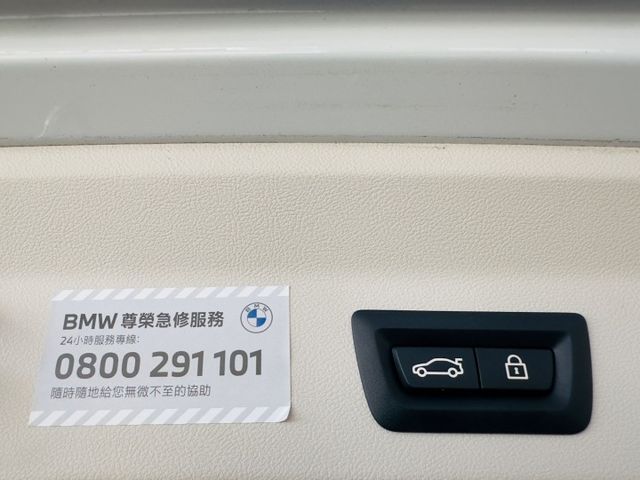 BMW 尊榮急修服務
BMW
24小時服務專線:
0800 291 101
隨時隨地給您無微不至的協助